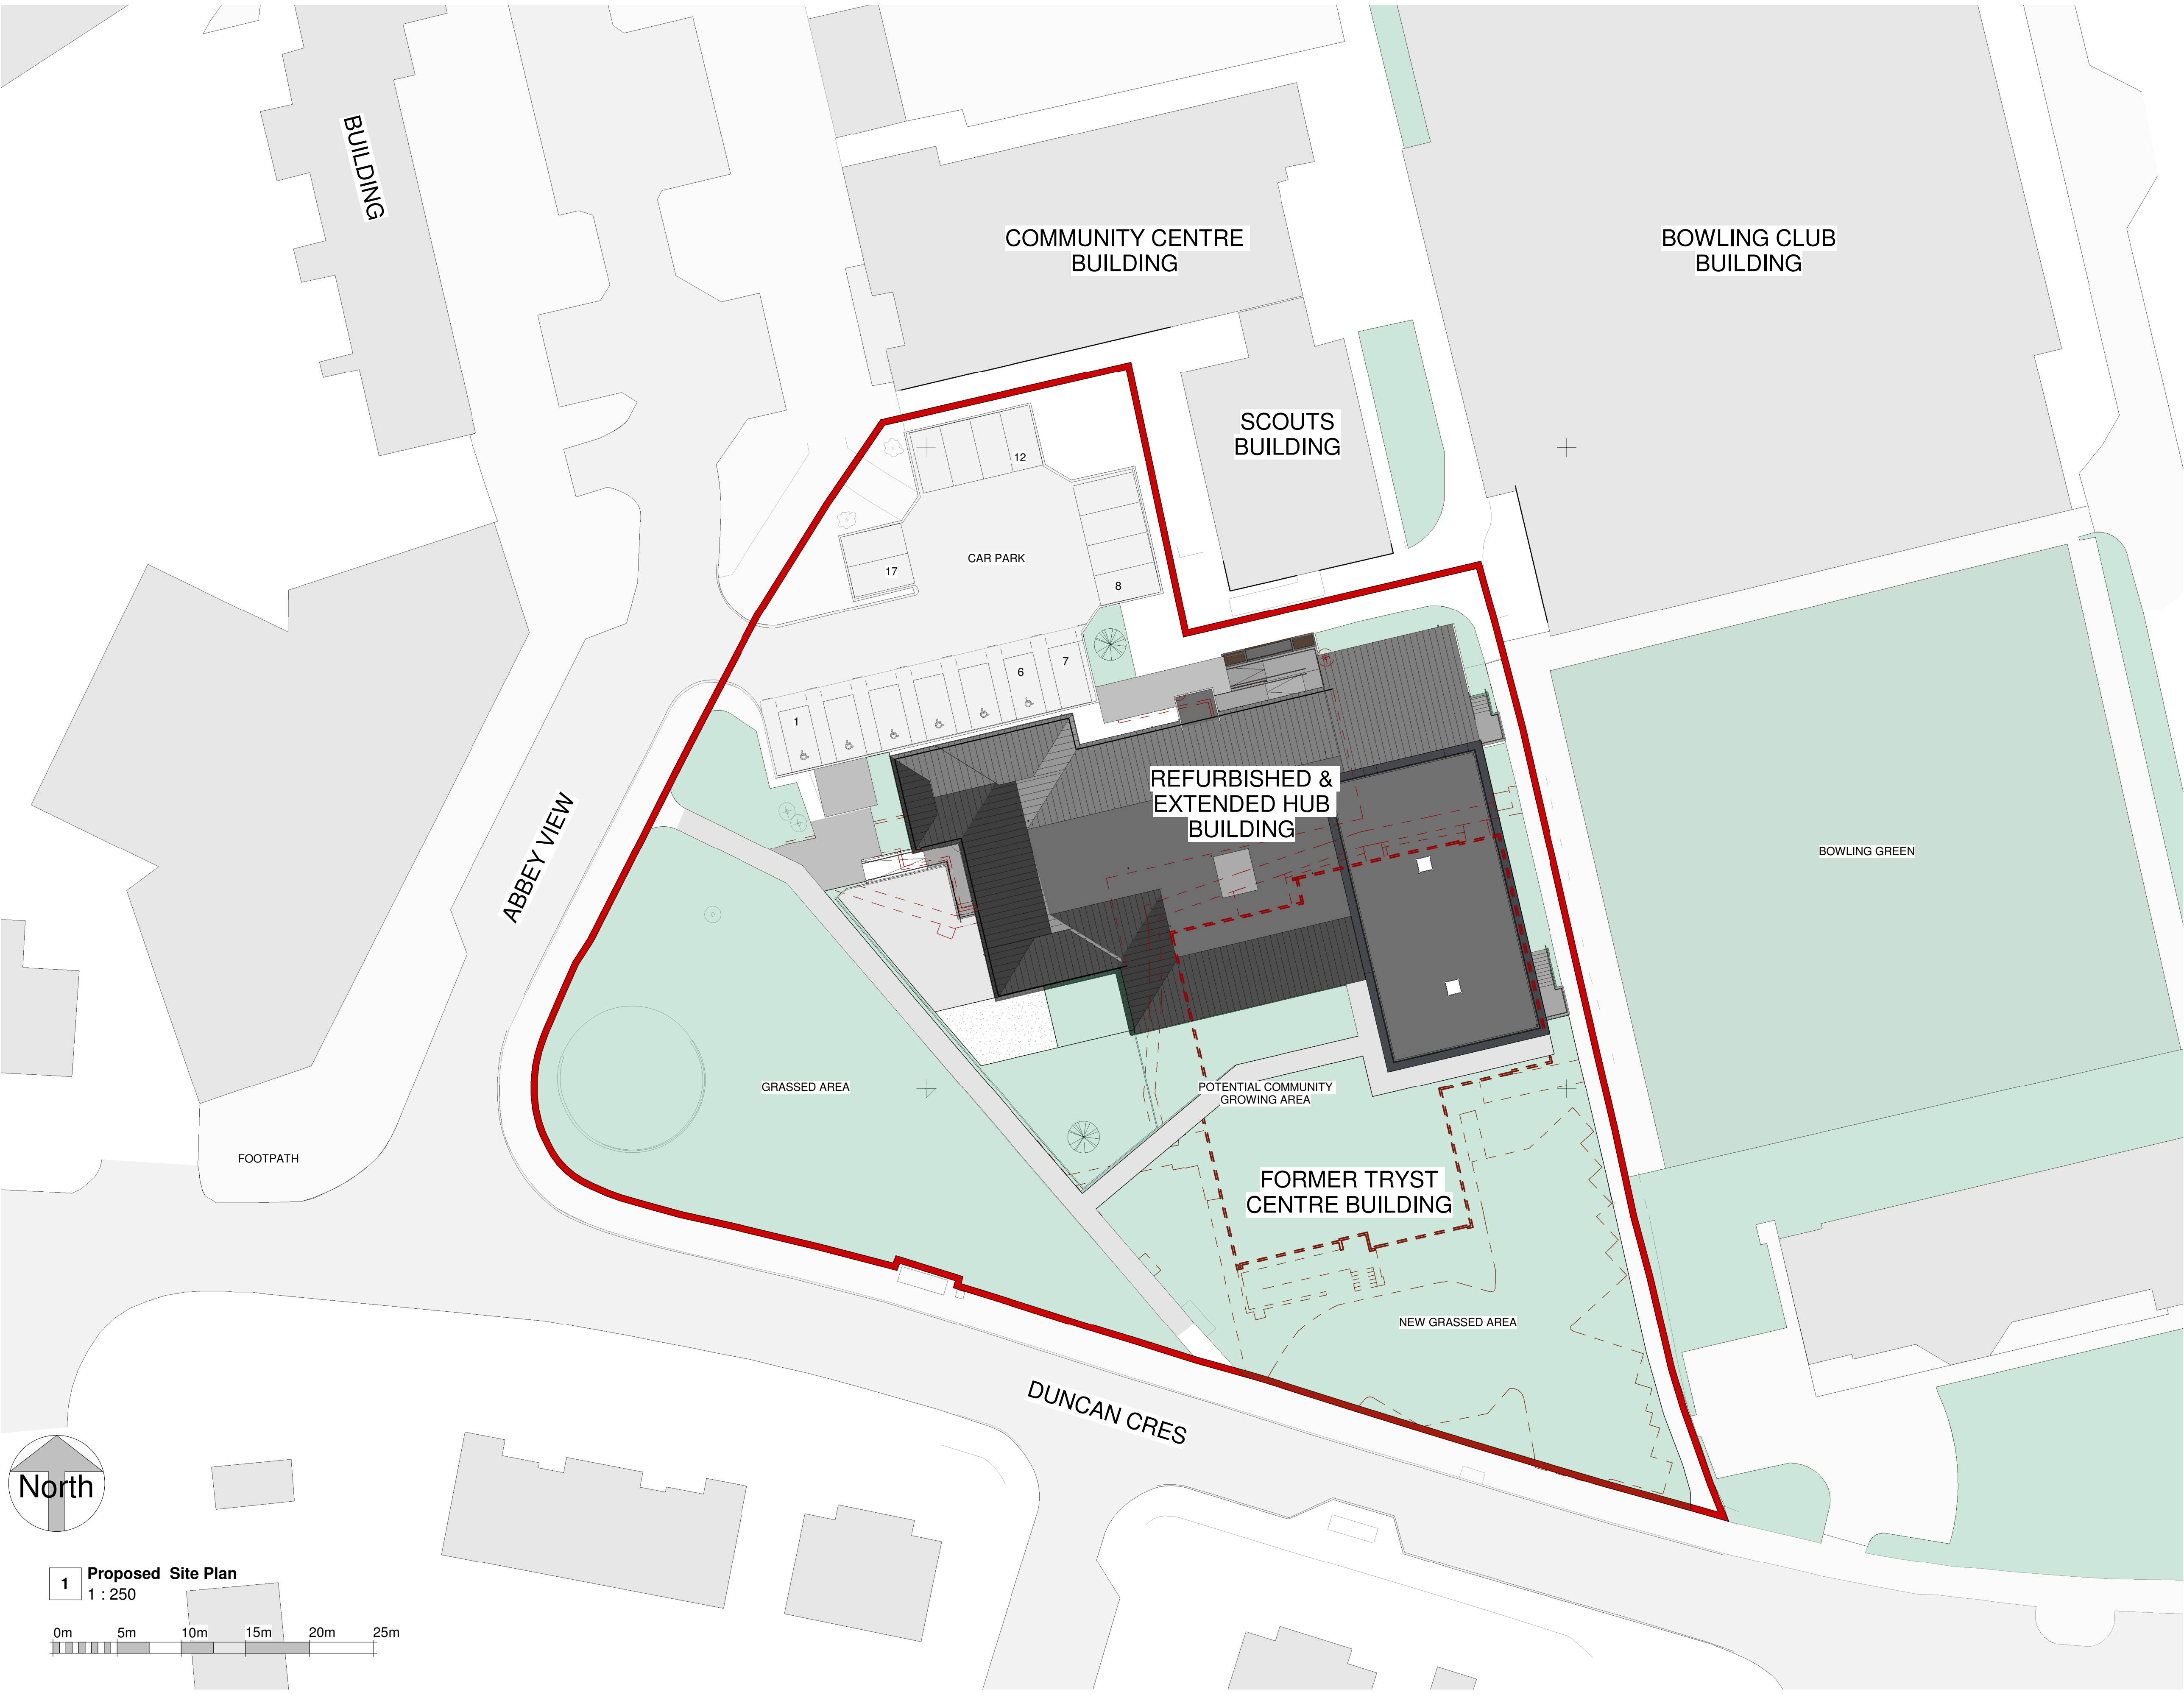 BUILDING
COMMUNITY CENTRE
BUILDING
BOWLING CLUB
BUILDING
SCOUTS
BUILDING
12
CAR PARK
17
8
7
6
1
REFURBISHED &
EXTENDED HUB
BUILDING
ABBEY VIEW
BOWLING GREEN
GRASSED AREA
POTENTIAL COMMUNITY
GROWING AREA
FOOTPATH
FORMER TRYST
CENTRE BUILDING
NEW GRASSED AREA
DUNCAN CRES
North
1
Proposed Site Plan
1 : 250
0m 5m 10m 15m 20m 25m